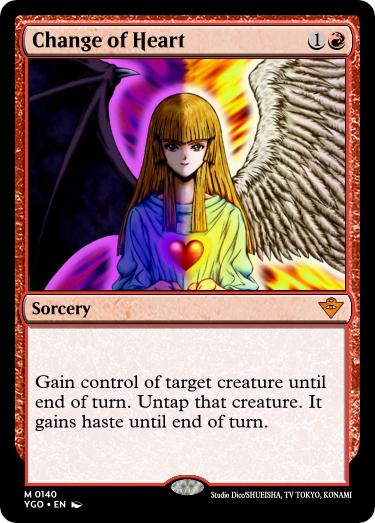 Change of Heart 1
Sorcery
Gain control of target creature until
end of turn. Untap that creature. It
gains haste until end of turn.
M 0140
YGO • EN
Studio Dice/SHUEISHA, TV TOKYO, KONAMI